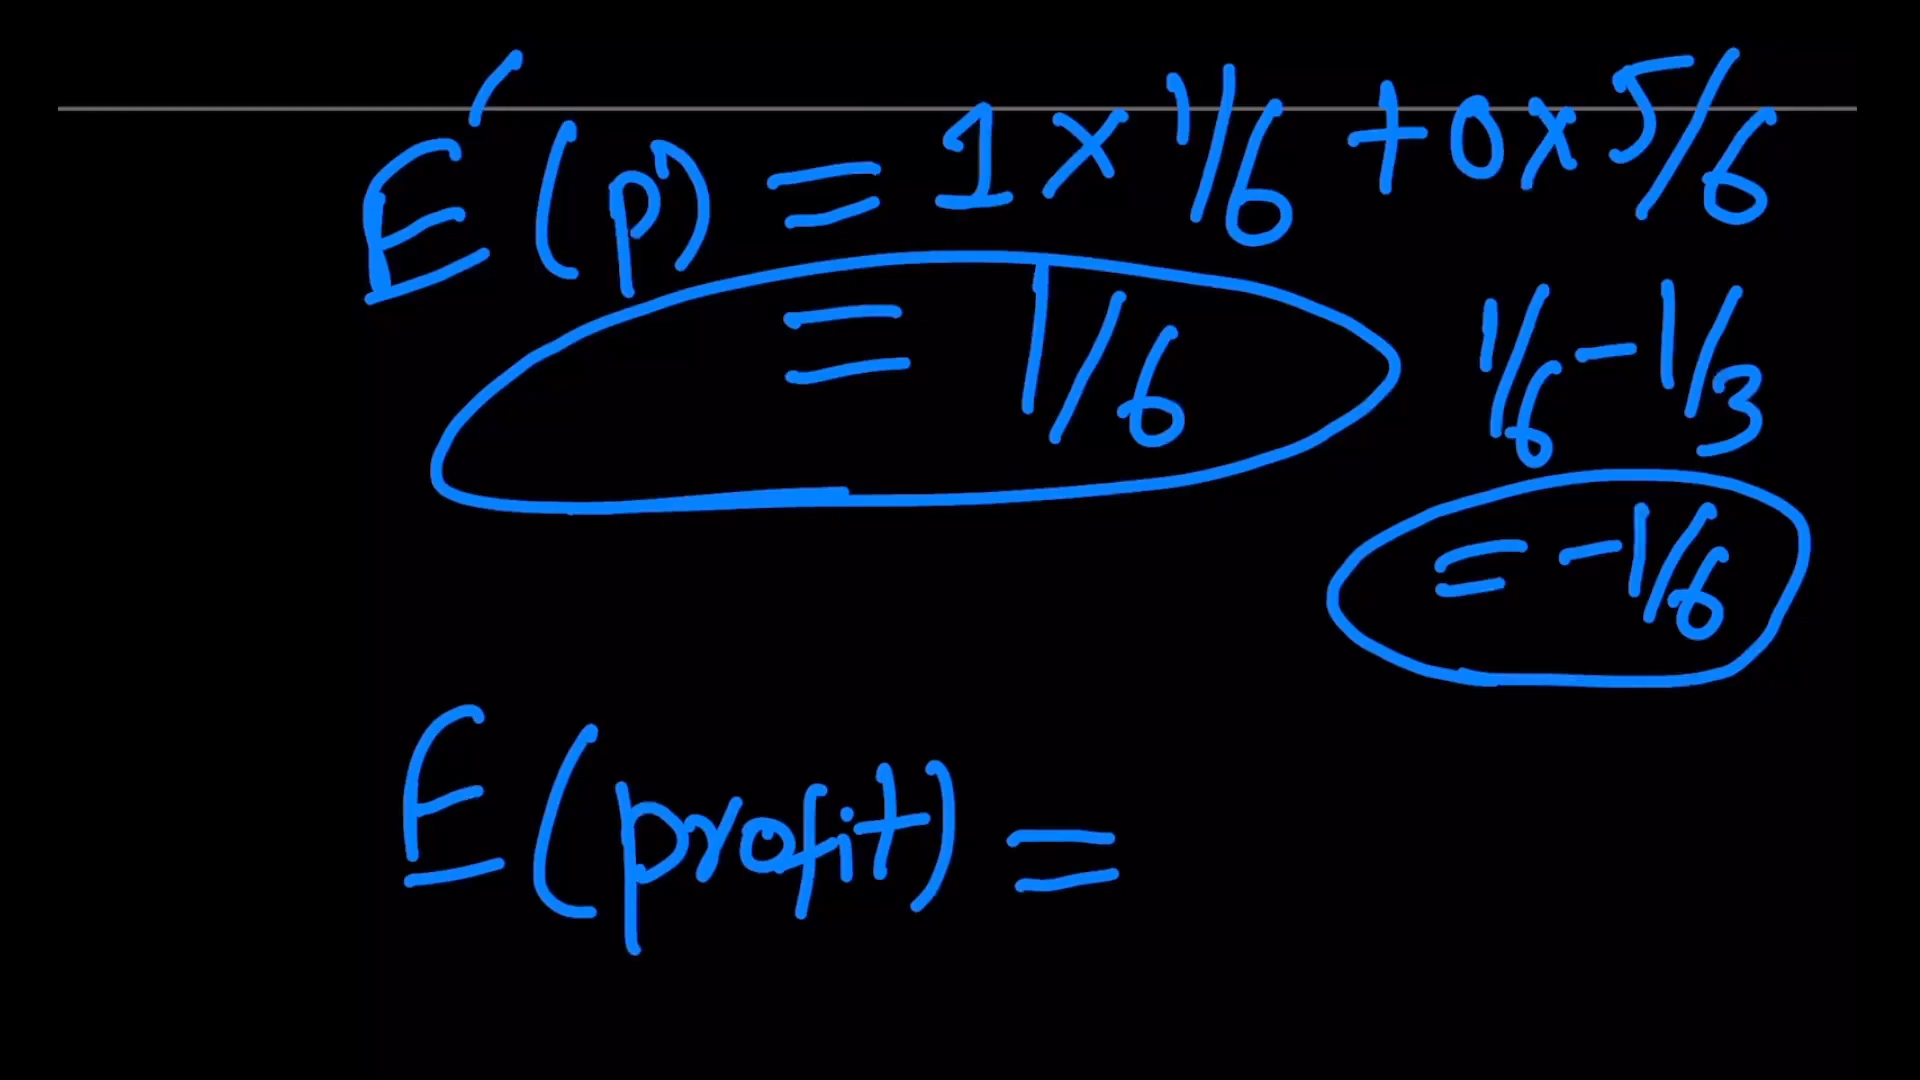 E'(p) = 1 x 1/6 + 0 x 5/6
= 1/6
1/6 - 1/3
= - 1/6
E(profit) =